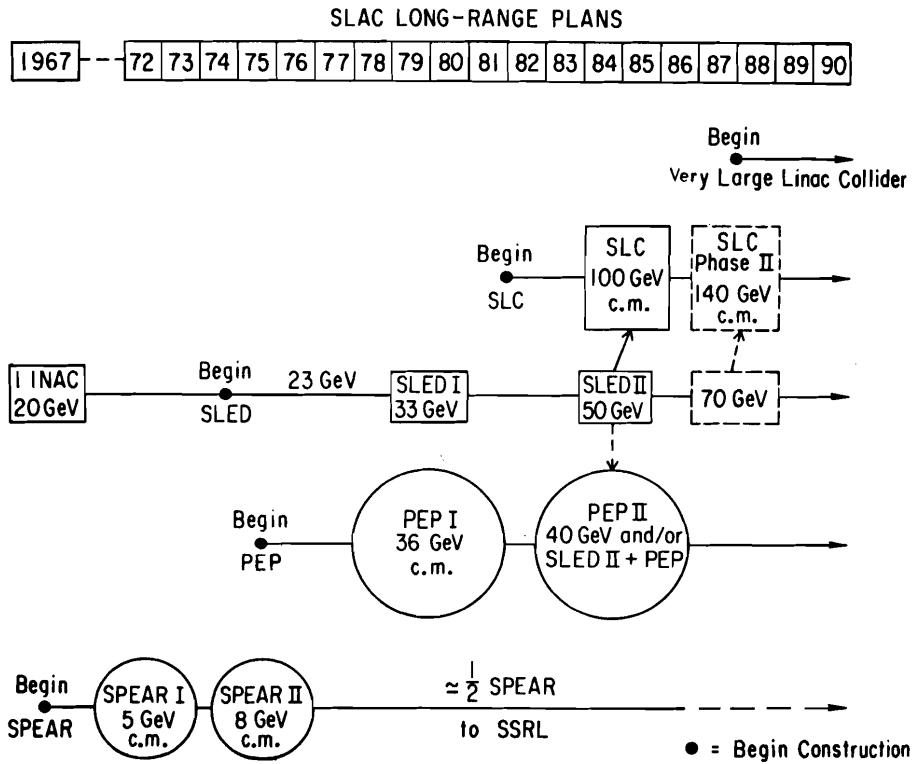 SLAC LONG-RANGE PLANS
1967 72 73 74 75 76 77 78 79 80 81 82 83 84 85 86 87 88 89 90
Begin
Very Large Linac Collider
Begin
SLC
SLC
100 GeV
c.m.
SLC
Phase II
140 GeV
c.m.
LINAC
20 GeV
Begin
SLED
23 GeV
SLED I
33 GeV
SLED II
50 GeV
70 GeV
Begin
PEP
PEP I
36 GeV
c.m.
PEP II
40 GeV and/or
SLED II + PEP
Begin
SPEAR
SPEAR I
5 GeV
c.m.
SPEAR II
8 GeV
c.m.
≃ 1/2 SPEAR
to SSRL
● = Begin Construction